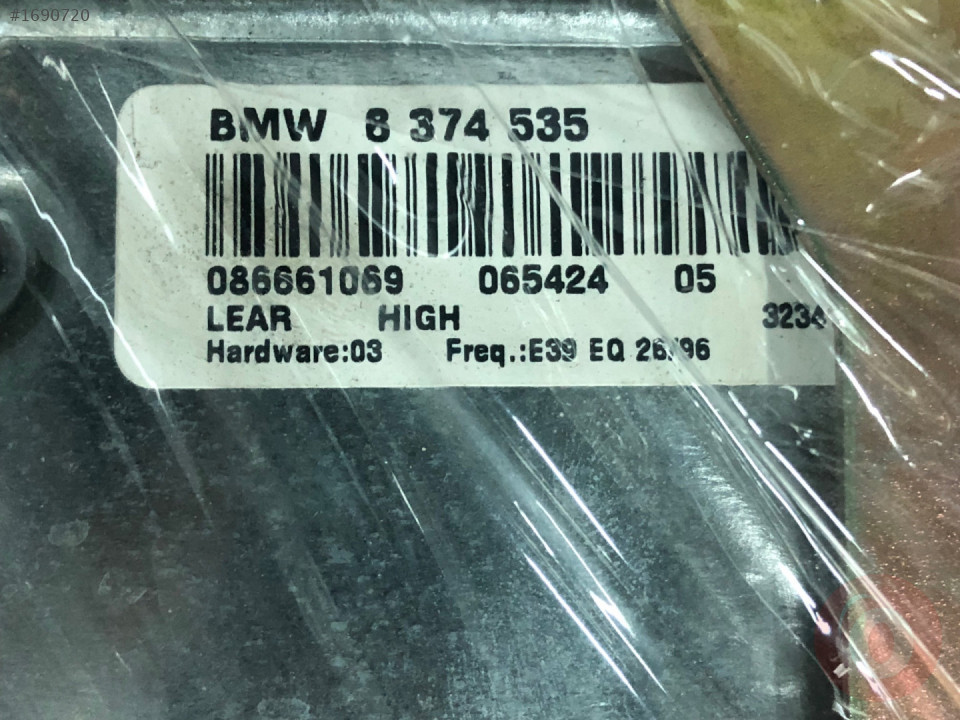 #1690720
BMW 8 374 535
086661069 065424 05
LEAR HIGH 3234
Hardware:03 Freq.:E39 EQ 26/96